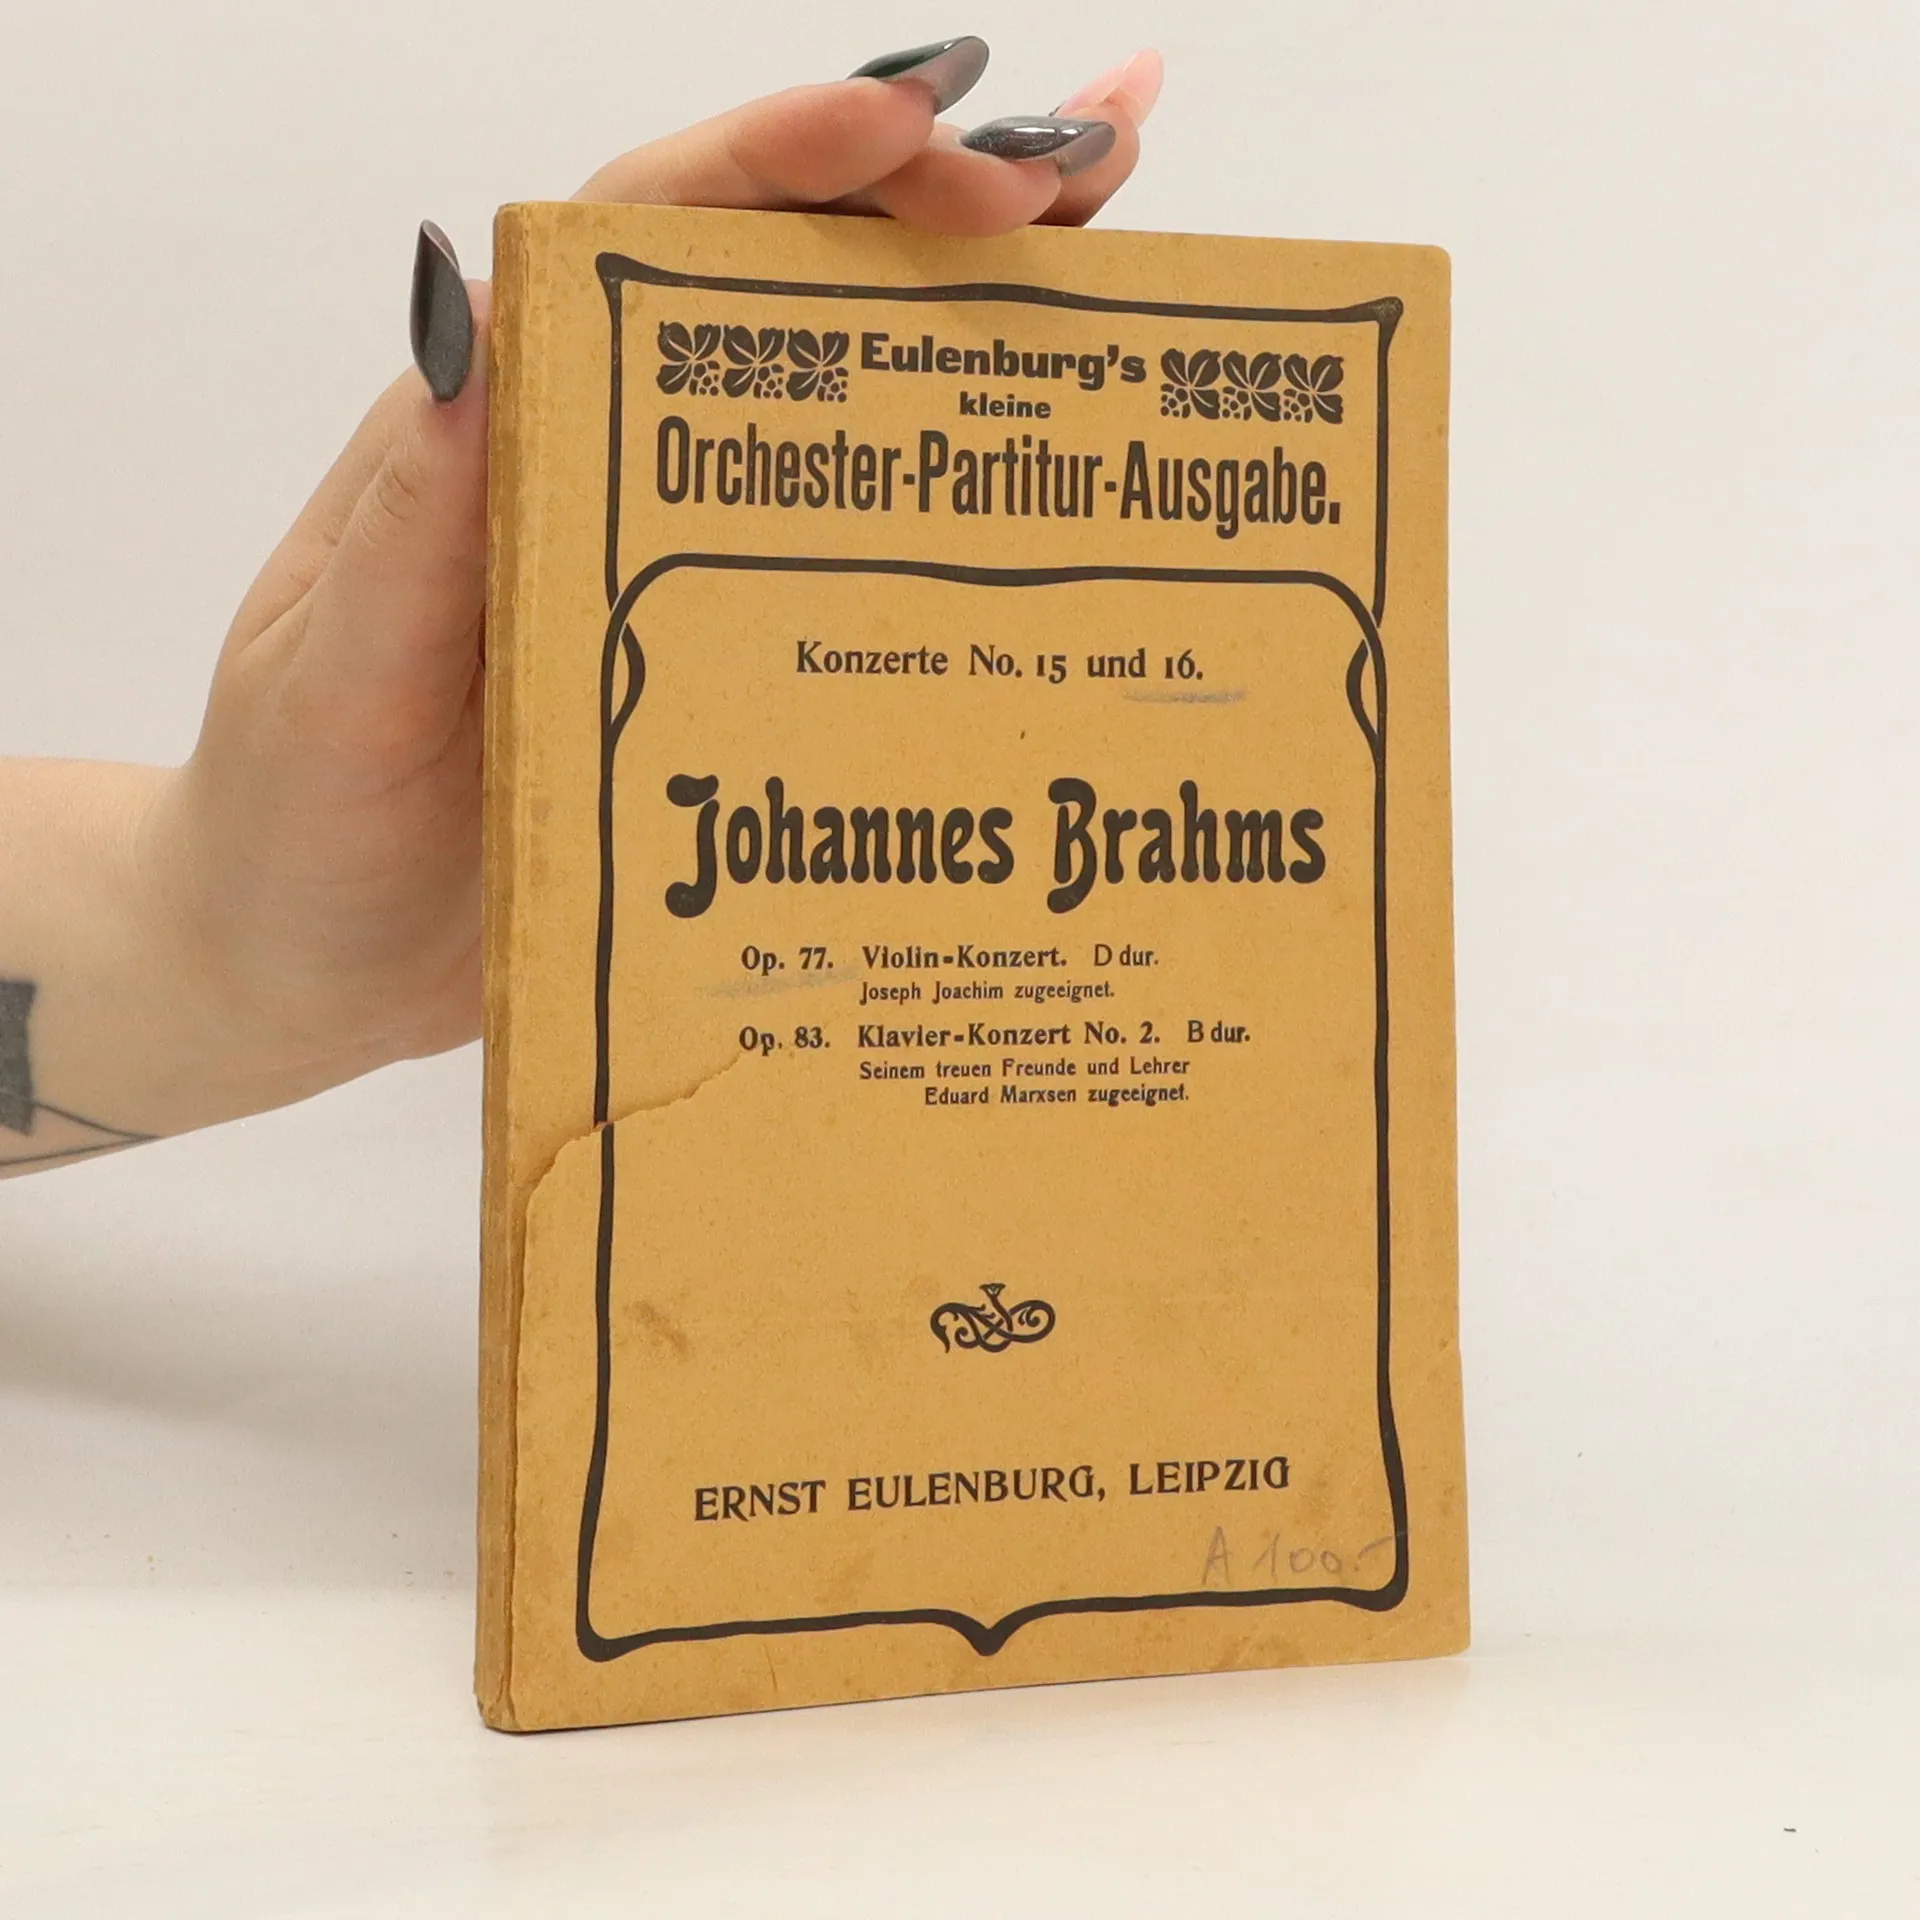 Eulenburg's
kleine
Orchester-Partitur-Ausgabe.
Konzerte No. 15 und 16.
Johannes Brahms
Op. 77. Violin-Konzert. D dur.
Joseph Joachim zugeeignet.
Op. 83. Klavier-Konzert No. 2. B dur.
Seinem treuen Freunde und Lehrer
Eduard Marxsen zugeeignet.
ERNST EULENBURG, LEIPZIG
A 100.-